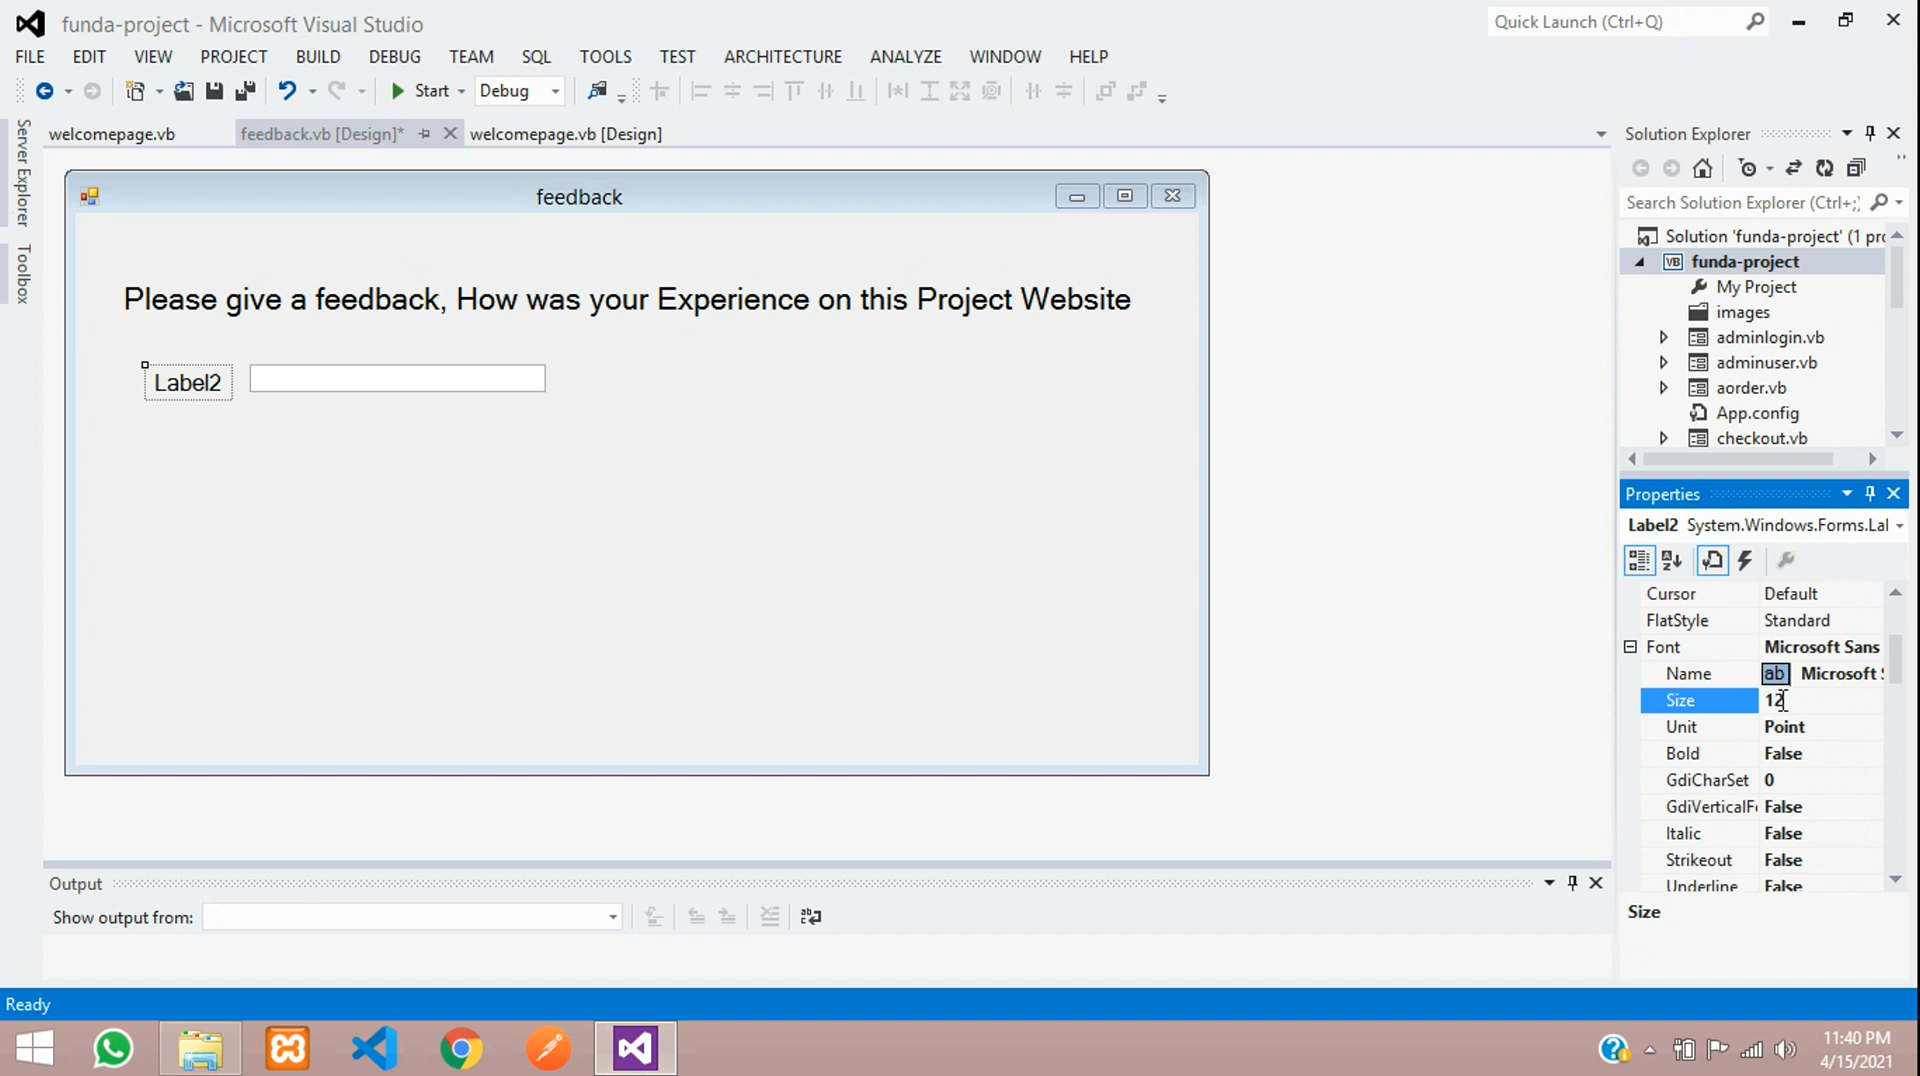 funda-project - Microsoft Visual Studio
Quick Launch (Ctrl+Q)
FILE EDIT VIEW PROJECT BUILD DEBUG TEAM SQL TOOLS TEST ARCHITECTURE ANALYZE WINDOW HELP
Start Debug
Server Explorer
Toolbox
welcomepage.vb feedback.vb [Design]* welcomepage.vb [Design]
feedback
Please give a feedback, How was your Experience on this Project Website
Label2
Output
Show output from:
Solution Explorer
Search Solution Explorer (Ctrl+;)
Solution 'funda-project' (1 pro
VB funda-project
My Project
images
adminlogin.vb
adminuser.vb
aorder.vb
App.config
checkout.vb
Properties
Label2 System.Windows.Forms.Lal
Cursor Default
FlatStyle Standard
Font Microsoft Sans
Name ab Microsoft S
Size 12
Unit Point
Bold False
GdiCharSet 0
GdiVerticalFo False
Italic False
Strikeout False
Underline False
Size
Ready
11:40 PM
4/15/2021